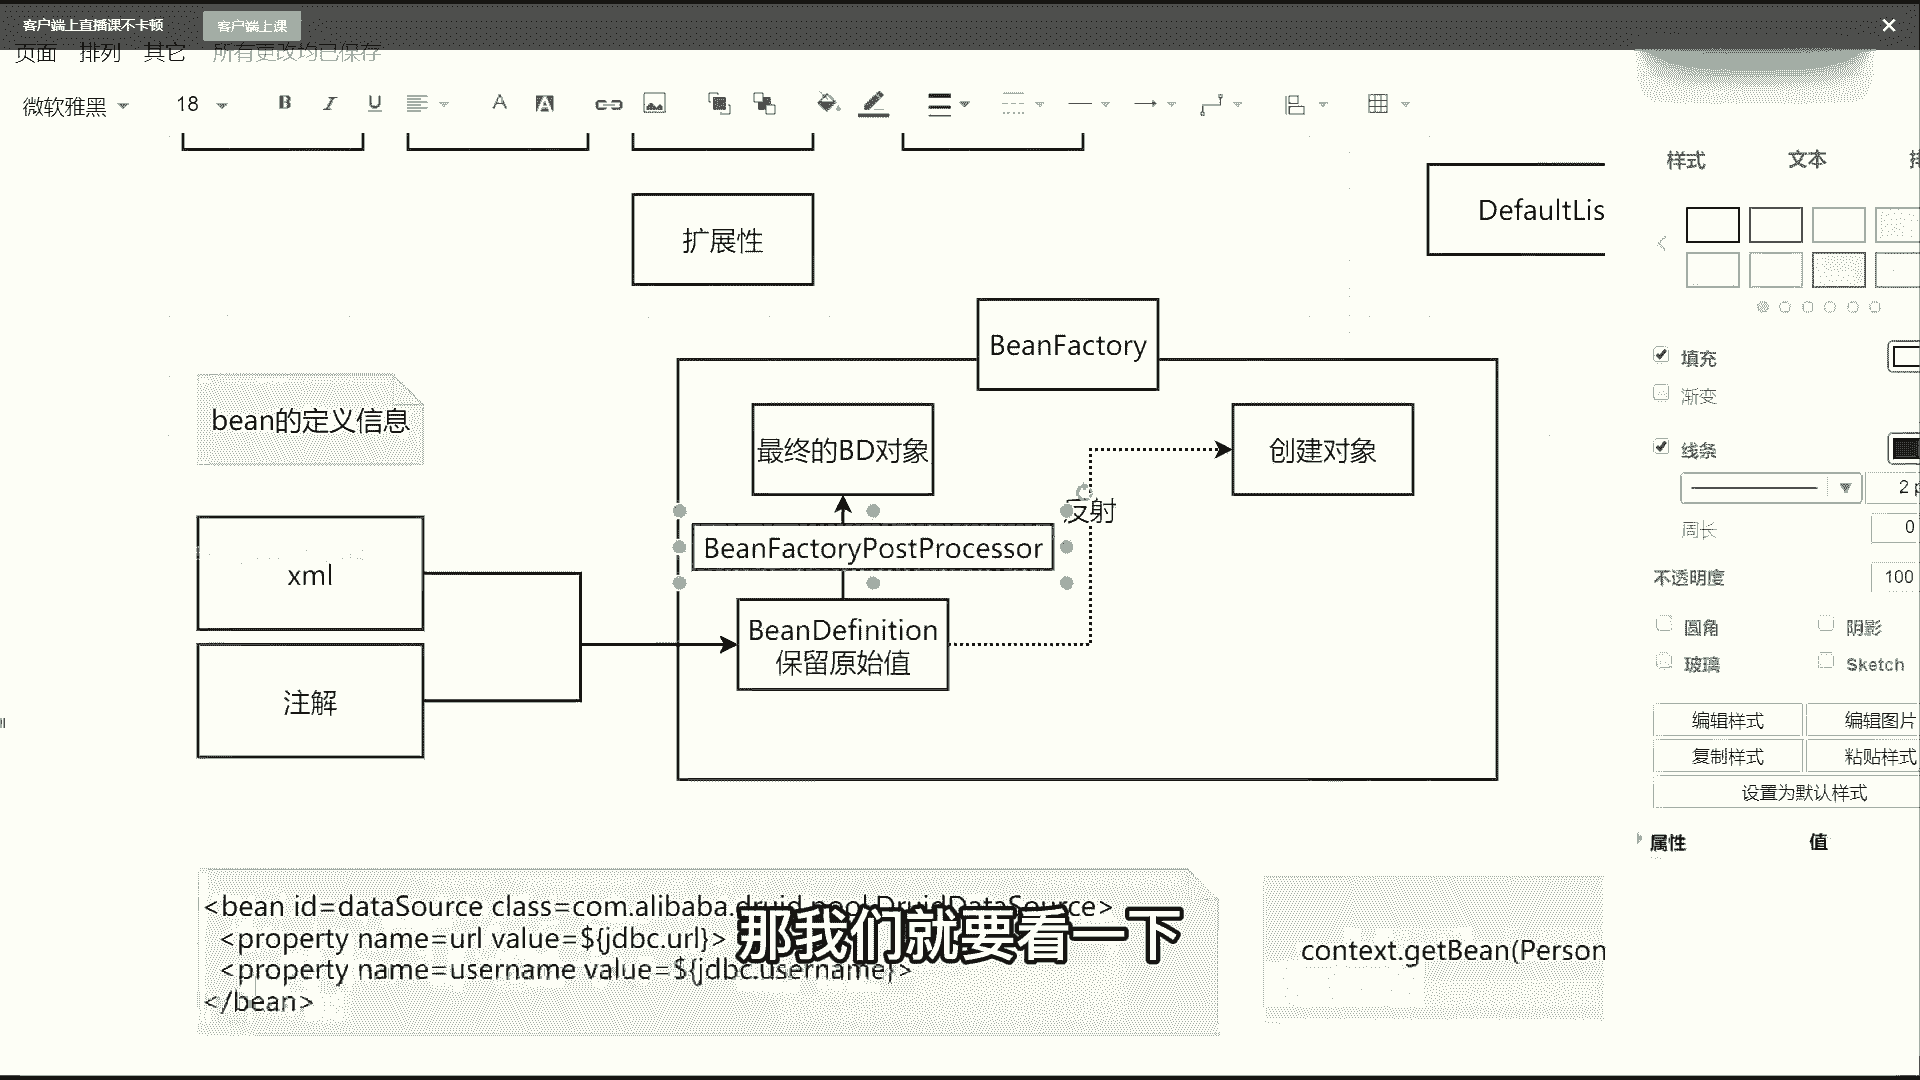 客户端上直播课不卡顿 客户端上课
页面 排列 其它 所有更改均已保存
微软雅黑 18 B I U A A
样式 文本 排
扩展性
DefaultLis
BeanFactory
填充
渐变
bean的定义信息
最终的BD对象
创建对象
线条
2 p
反射
周长 0
BeanFactoryPostProcessor
xml
不透明度 100
BeanDefinition
保留原始值
圆角 阴影
玻璃 Sketch
注解
编辑样式 编辑图片
复制样式 粘贴样式
设置为默认样式
属性 值
<bean id=dataSource class=com.alibaba.druid.pool.DruidDataSource>
<property name=url value=${jdbc.url}>
<property name=username value=${jdbc.username}>
</bean>
那我们就要看一下
context.getBean(Person